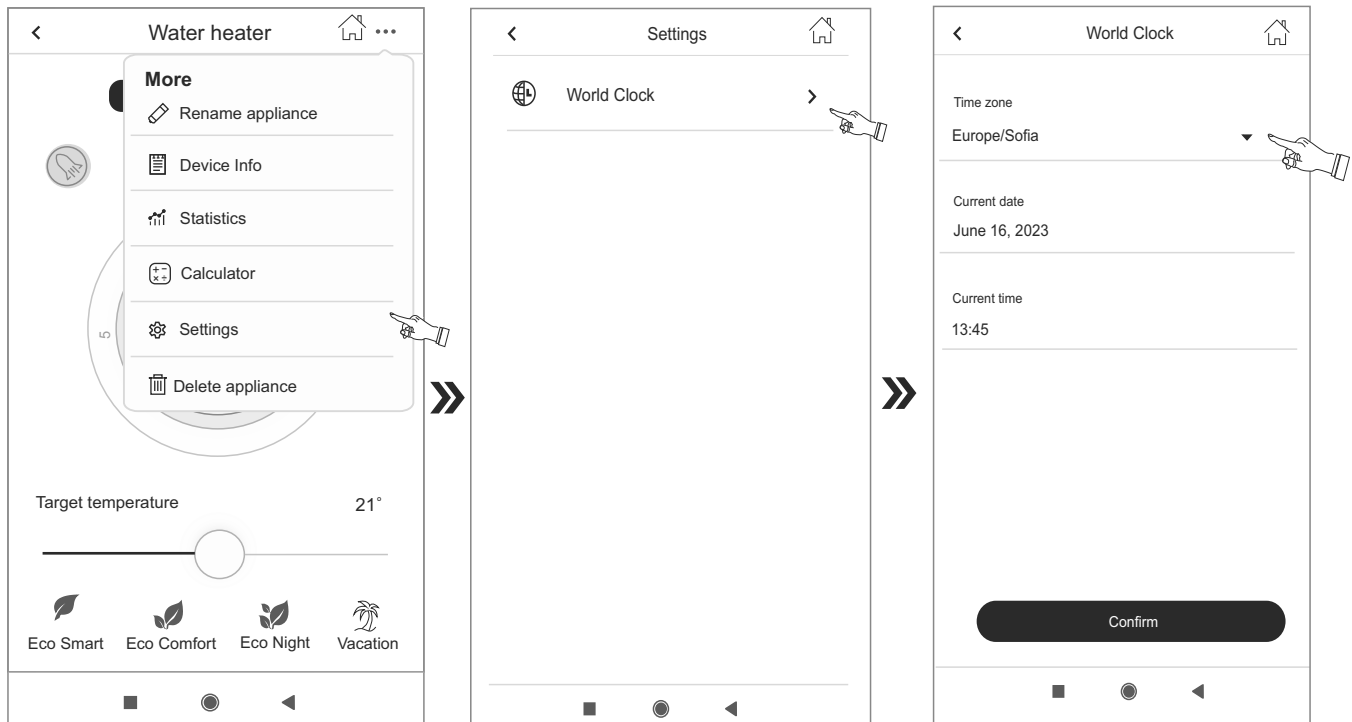 Water heater
More
Rename appliance
Device Info
Statistics
Calculator
Settings
Delete appliance
5
Target temperature 21°
Eco Smart Eco Comfort Eco Night Vacation
Settings
World Clock
World Clock
Time zone
Europe/Sofia
Current date
June 16, 2023
Current time
13:45
Confirm